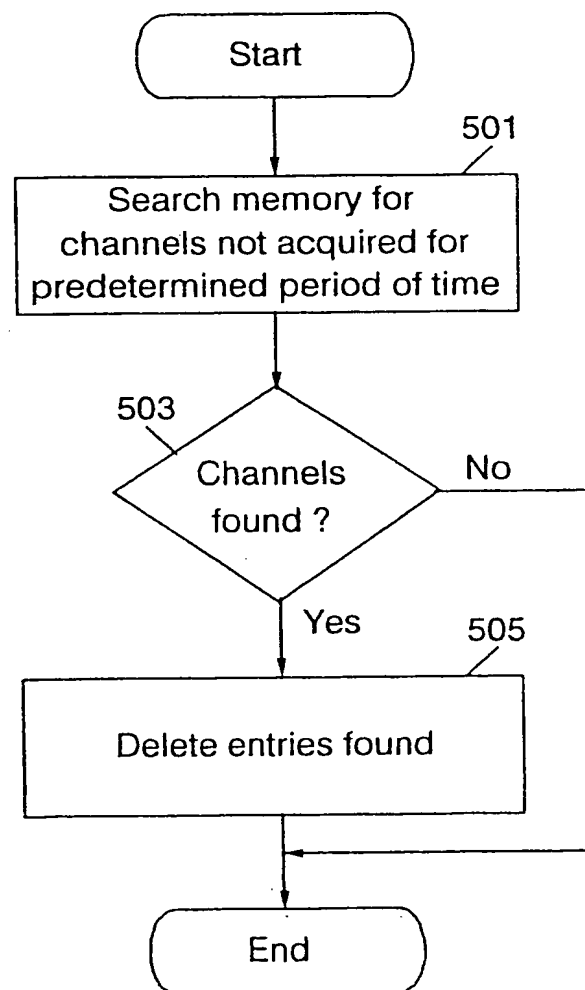 Start
501
Search memory for
channels not acquired for
predetermined period of time
503
Channels
found ?
No
Yes
505
Delete entries found
End